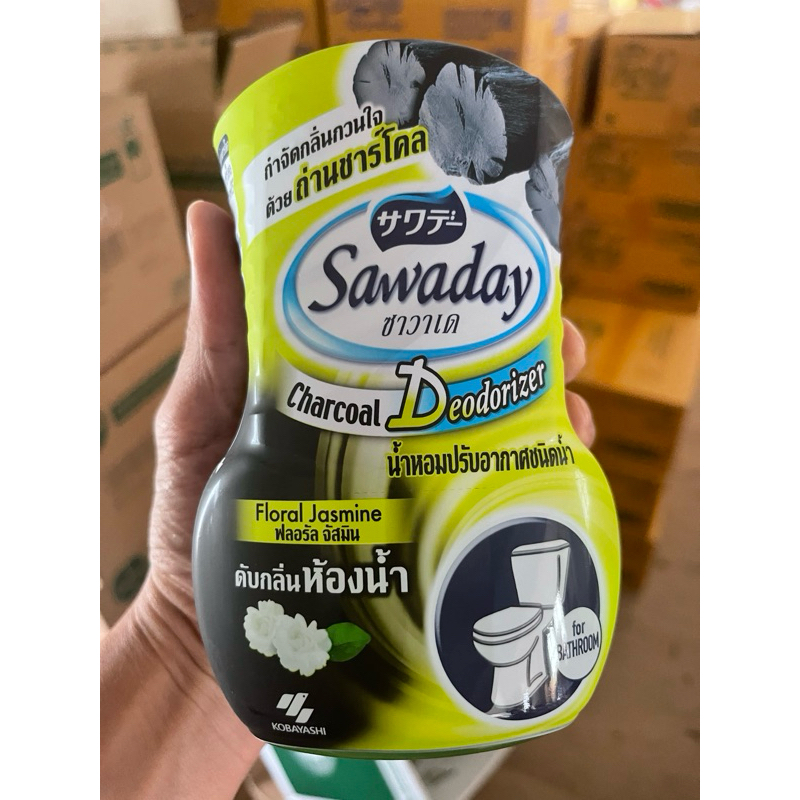 กำจัดกลิ่นกวนใจ
ด้วย ถ่านชาร์โคล
サワデー
Sawaday
ซาวาเด
Charcoal Deodorizer
น้ำหอมปรับอากาศชนิดน้ำ
Floral Jasmine
ฟลอรัล จัสมิน
ดับกลิ่นห้องน้ำ
for
BATHROOM
KOBAYASHI